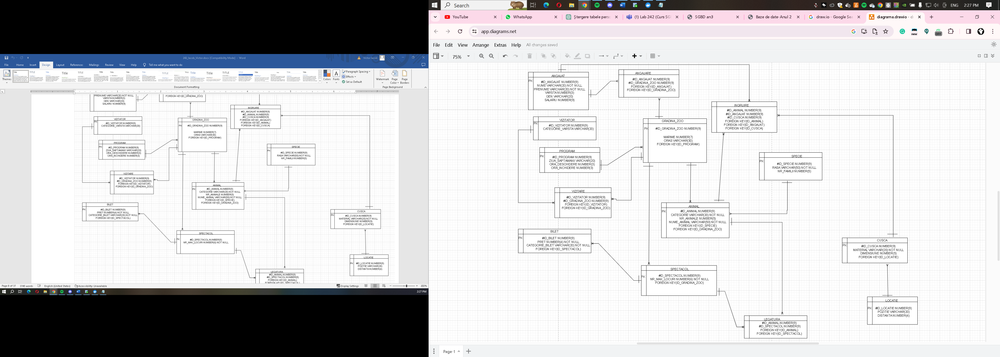 242_Iacob_Victor.docx [Compatibility Mode] - Word
Victor Iacob
File Home Insert Design Layout References Mailings Review View Help Tell me what you want to do
Themes
Colors
Fonts
Paragraph Spacing
Effects
Set as Default
Watermark
Page Color
Page Borders
Document Formatting
Page Background
PRENUME VARCHAR(20) NOT NULL
VARSTA NUMBER(3)
GEN VARCHAR(20)
SALARIU NUMBER(9)
FOREIGN KEY(ID_GRADINA_ZOO)
INGRIJIRE
#ID_ANGAJAT NUMBER(9)
#ID_ANIMAL NUMBER(9)
#ID_CUSCA NUMBER(9)
FOREIGN KEY(ID_ANGAJAT)
FOREIGN KEY(ID_ANIMAL)
FOREIGN KEY(ID_CUSCA)
VIZITATOR
PK
#ID_VIZITATOR NUMBER(9)
CATEGORIE_VARSTA VARCHAR(20)
GRADINA_ZOO
PK
#ID_GRADINA_ZOO NUMBER(9)
MARIME NUMBER(7)
ORAS VARCHAR(30)
FOREIGN KEY(ID_PROGRAM)
PROGRAM
PK
#ID_PROGRAM NUMBER(9)
ZIUA_SAPTAMANII VARCHAR(20)
ORA_DESCHIDERE NUMBER(3)
ORA_INCHIDERE NUMBER(3)
SPECIE
PK
#ID_SPECIE NUMBER(9)
RASA VARCHAR(50) NOT NULL
NR_FAMILII NUMBER(5)
VIZITARE
#ID_VIZITATOR NUMBER(9)
#ID_GRADINA_ZOO NUMBER(9)
FOREIGN KEY(ID_VIZITATOR)
FOREIGN KEY(ID_GRADINA_ZOO)
ANIMAL
PK
#ID_ANIMAL NUMBER(9)
CATEGORIE VARCHAR(20) NOT NULL
NR_ANIMALE NUMBER(5)
NUME_ANIMAL VARCHAR(50) NOT NULL
FOREIGN KEY(ID_SPECIE)
FOREIGN KEY(ID_GRADINA_ZOO)
BILET
PK
#ID_BILET NUMBER(9)
PRET NUMBER(4) NOT NULL
CATEGORIE_BILET VARCHAR(20) NOT NULL
FOREIGN KEY(ID_SPECTACOL)
CUSCA
PK
#ID_CUSCA NUMBER(9)
MATERIAL VARCHAR(20) NOT NULL
DIMENSIUNE NUMBER(5)
FOREIGN KEY(ID_LOCATIE)
SPECTACOL
PK
#ID_SPECTACOL NUMBER(9)
NR_MAX_LOCURI NUMBER(6) NOT NULL
LOCATIE
PK
#ID_LOCATIE NUMBER(9)
POZITIE VARCHAR(20)
DISTANTA NUMBER(4)
LEGATURA
#ID_ANIMAL NUMBER(9)
#ID_SPECTACOL NUMBER(9)
FOREIGN KEY(ID_ANIMAL)
FOREIGN KEY(ID_SPECTACOL)
Page 8 of 37 3745 words English (United States) Accessibility: Unavailable Display Settings 202%
2:27 PM
Search
ENG 2:27 PM
YouTube
WhatsApp
Ștergere tabele perso
(1) Lab 242 (Curs SG
SGBD an3
Baze de date-Anul 2
draw.io - Google Se
diagrama.drawio - d
app.diagrams.net
new
OFF
File Edit View Arrange Extras Help All changes saved
75%
ANGAJAT
PK
#ID_ANGAJAT NUMBER(9)
NUME VARCHAR(20) NOT NULL
PRENUME VARCHAR(20) NOT NULL
VARSTA NUMBER(3)
GEN VARCHAR(20)
SALARIU NUMBER(9)
ANGAJARE
#ID_ANGAJAT NUMBER(9)
#ID_GRADINA_ZOO NUMBER(9)
FOREIGN KEY(ID_ANGAJAT)
FOREIGN KEY(ID_GRADINA_ZOO)
INGRIJIRE
#ID_ANIMAL NUMBER(9)
#ID_ANGAJAT NUMBER(9)
#ID_CUSCA NUMBER(9)
FOREIGN KEY(ID_ANIMAL)
FOREIGN KEY(ID_ANGAJAT)
FOREIGN KEY(ID_CUSCA)
VIZITATOR
PK
#ID_VIZITATOR NUMBER(9)
CATEGORIE_VARSTA VARCHAR(20)
GRADINA_ZOO
PK
#ID_GRADINA_ZOO NUMBER(9)
MARIME NUMBER(7)
ORAS VARCHAR(30)
FOREIGN KEY(ID_PROGRAM)
PROGRAM
PK
#ID_PROGRAM NUMBER(9)
ZIUA_SAPTAMANII VARCHAR(20)
ORA_DESCHIDERE NUMBER(3)
ORA_INCHIDERE NUMBER(3)
SPECIE
PK
#ID_SPECIE NUMBER(9)
RASA VARCHAR(50) NOT NULL
NR_FAMILII NUMBER(5)
VIZITARE
#ID_VIZITATOR NUMBER(9)
#ID_GRADINA_ZOO NUMBER(9)
FOREIGN KEY(ID_VIZITATOR)
FOREIGN KEY(ID_GRADINA_ZOO)
ANIMAL
PK
#ID_ANIMAL NUMBER(9)
CATEGORIE VARCHAR(20) NOT NULL
NR_ANIMALE NUMBER(5)
NUME_ANIMAL VARCHAR(50) NOT NULL
FOREIGN KEY(ID_SPECIE)
FOREIGN KEY(ID_GRADINA_ZOO)
BILET
PK
#ID_BILET NUMBER(9)
PRET NUMBER(4) NOT NULL
CATEGORIE_BILET VARCHAR(20) NOT NULL
FOREIGN KEY(ID_SPECTACOL)
CUSCA
PK
#ID_CUSCA NUMBER(9)
MATERIAL VARCHAR(20) NOT NULL
DIMENSIUNE NUMBER(5)
FOREIGN KEY(ID_LOCATIE)
SPECTACOL
PK
#ID_SPECTACOL NUMBER(9)
NR_MAX_LOCURI NUMBER(6) NOT NULL
FOREIGN KEY(ID_GRADINA_ZOO)
LOCATIE
PK
#ID_LOCATIE NUMBER(9)
POZITIE VARCHAR(20)
DISTANTA NUMBER(4)
LEGATURA
#ID_ANIMAL NUMBER(9)
#ID_SPECTACOL NUMBER(9)
FOREIGN KEY(ID_ANIMAL)
FOREIGN KEY(ID_SPECTACOL)
Page-1